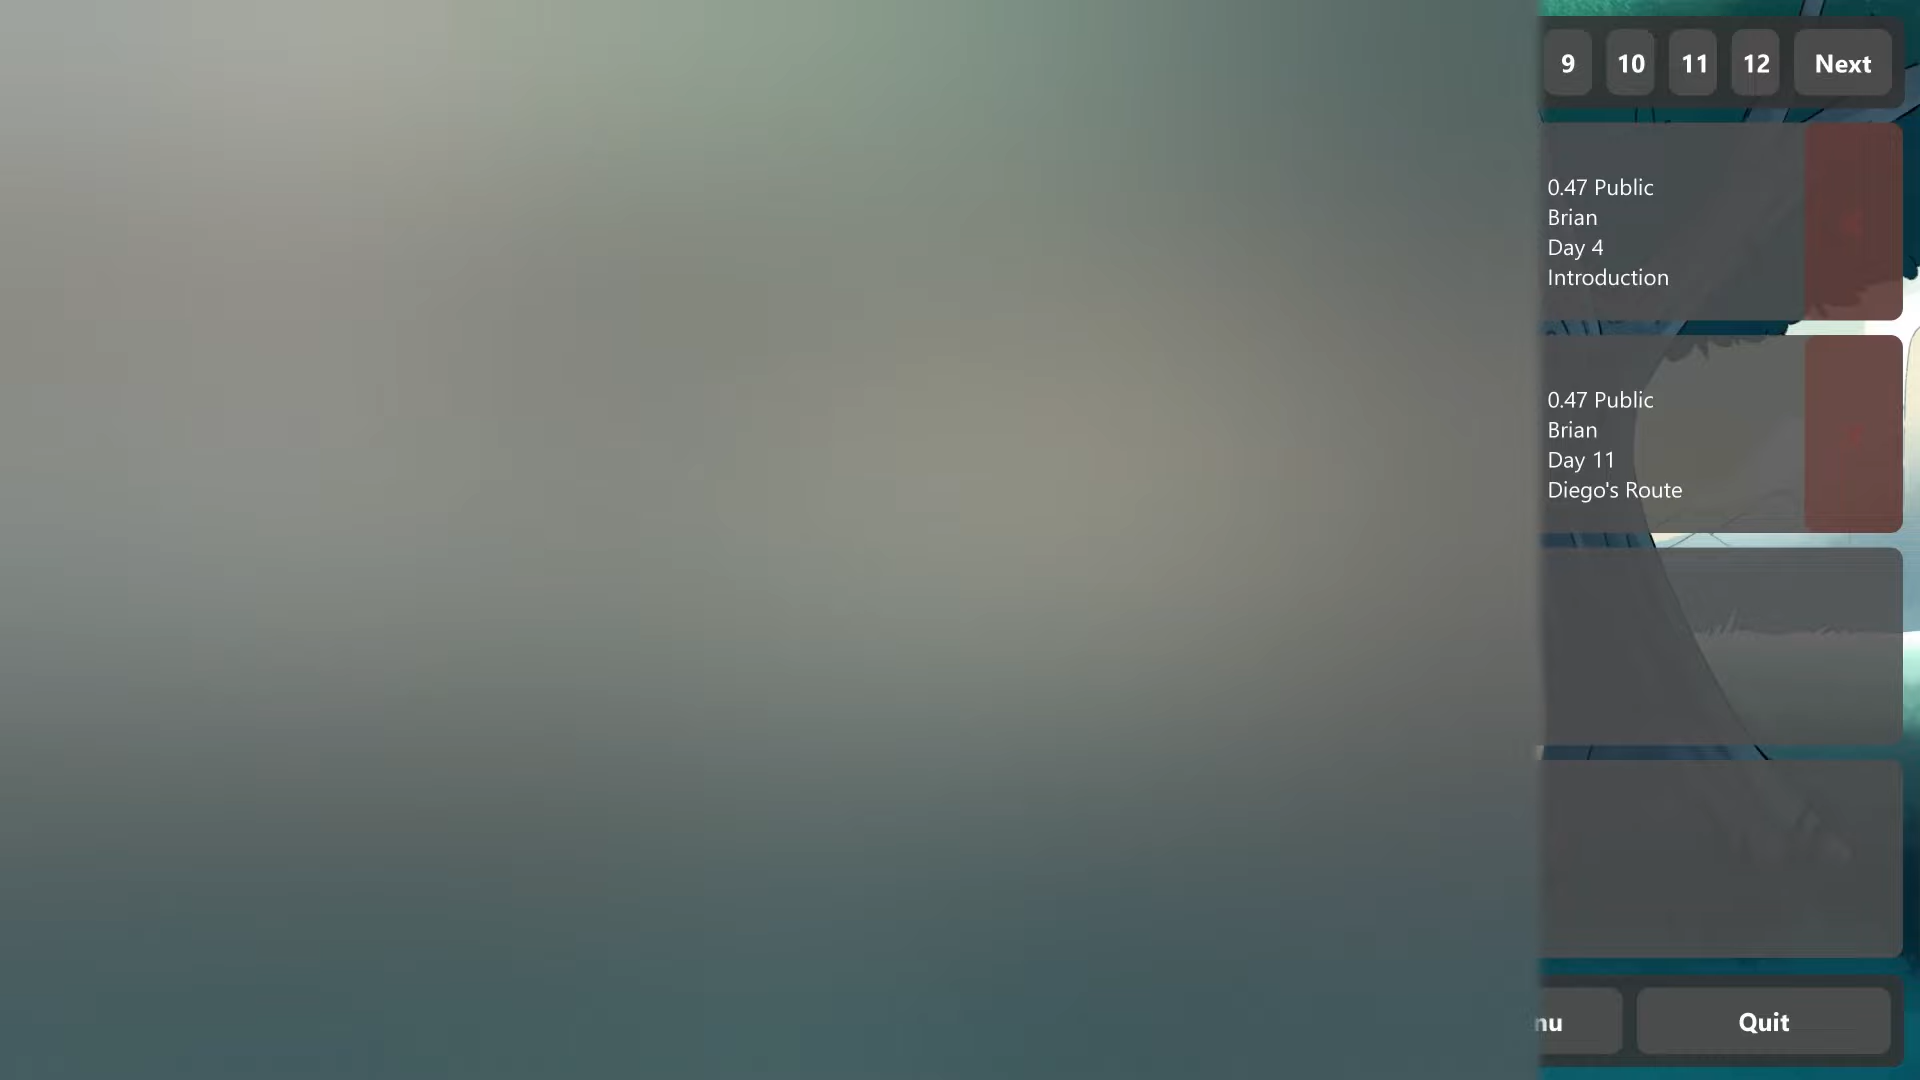 9 10 11 12 Next
0.47 Public
Brian
Day 4
Introduction
0.47 Public
Brian
Day 11
Diego's Route
nu Quit